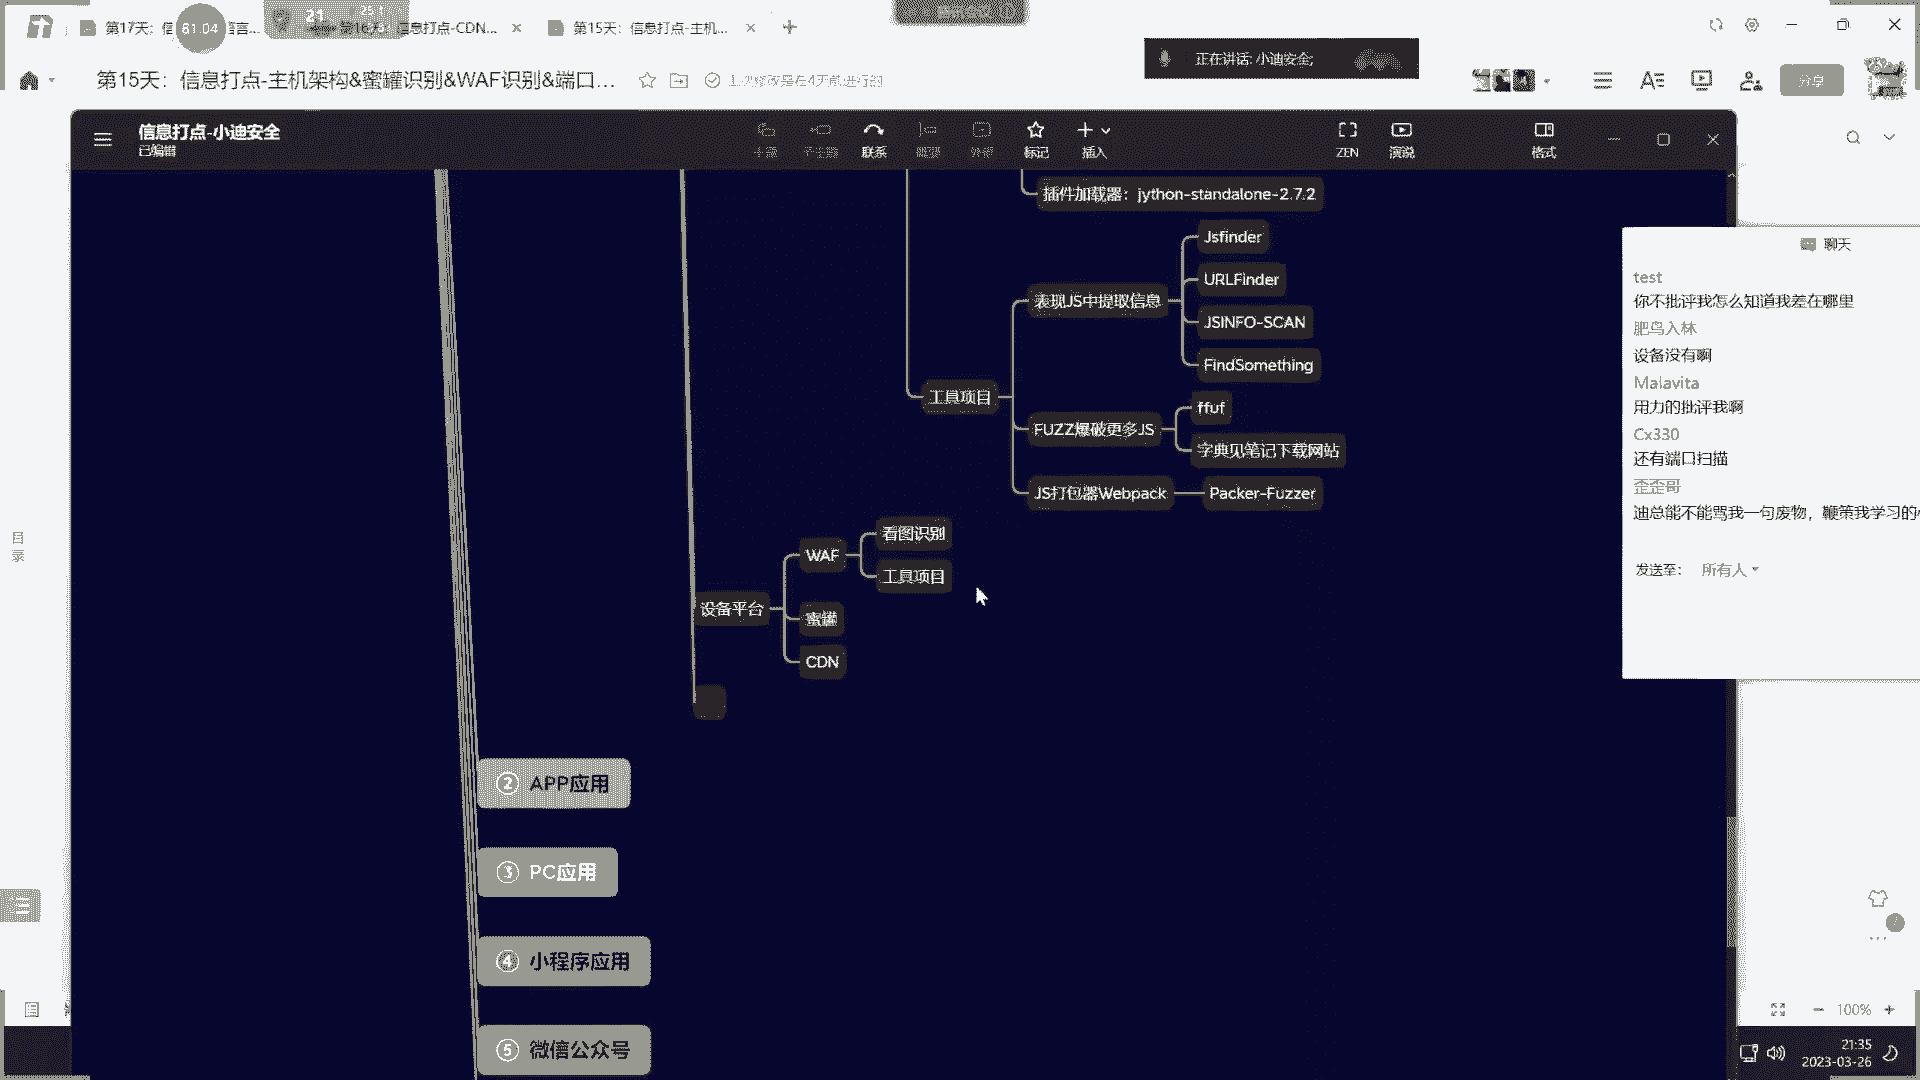 第17天：信
61:04
21
第16天：信息打点-CDN...
第15天：信息打点-主机...
正在讲话: 小迪安全;
第15天：信息打点-主机架构&蜜罐识别&WAF识别&端口...
分享
信息打点-小迪安全
已编辑
主题
子主题
联系
概要
外框
标记
插入
ZEN
演说
格式
插件加载器：jython-standalone-2.7.2
Jsfinder
URLFinder
表现JS中提取信息
JSINFO-SCAN
FindSomething
工具项目
ffuf
FUZZ爆破更多JS
字典见笔记下载网站
JS打包器Webpack
Packer-Fuzzer
看图识别
WAF
工具项目
设备平台
蜜罐
CDN
② APP应用
③ PC应用
④ 小程序应用
⑤ 微信公众号
目录
聊天
test
你不批评我怎么知道我差在哪里
肥鸟入林
设备没有啊
Malavita
用力的批评我啊
Cx330
还有端口扫描
歪歪哥
迪总能不能骂我一句废物，鞭策我学习的
发送至：
所有人
100%
21:35
2023-03-26